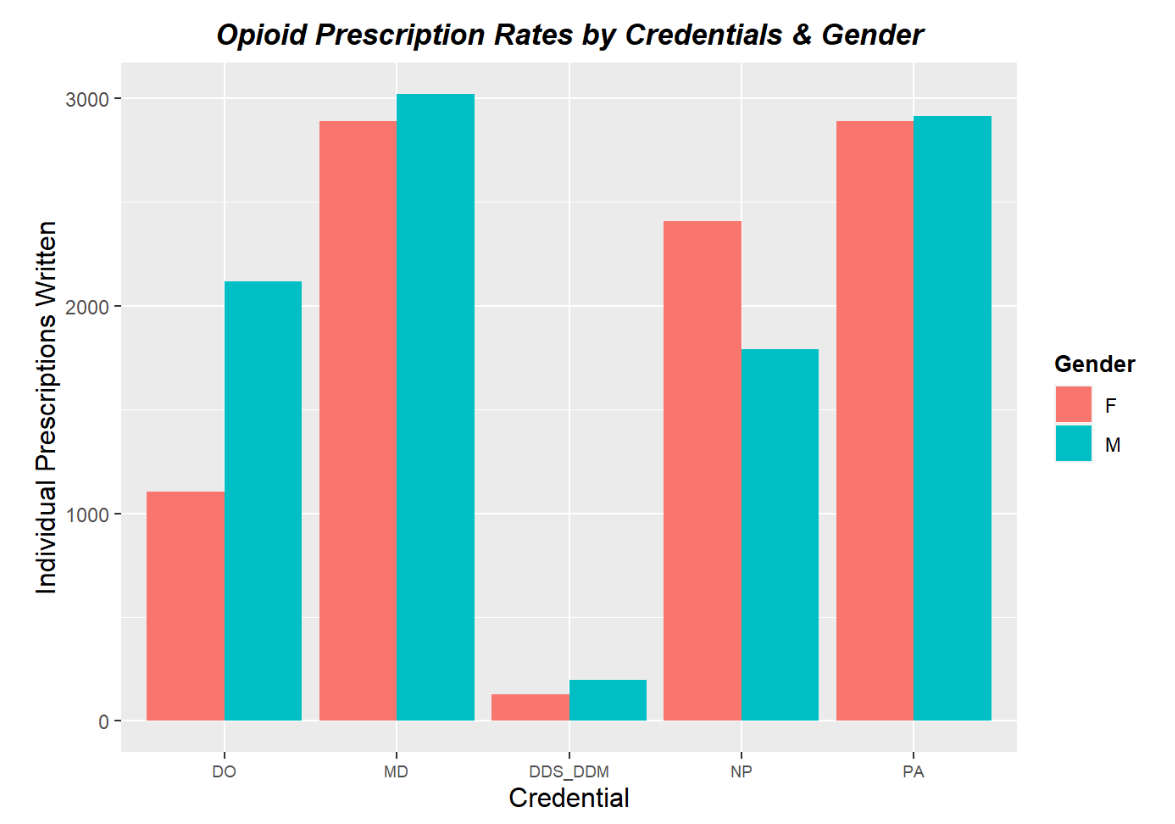 Opioid Prescription Rates by Credentials & Gender
Individual Prescriptions Written
3000
2000
1000
0
DO MD DDS_DDM NP PA
Credential
Gender
F
M